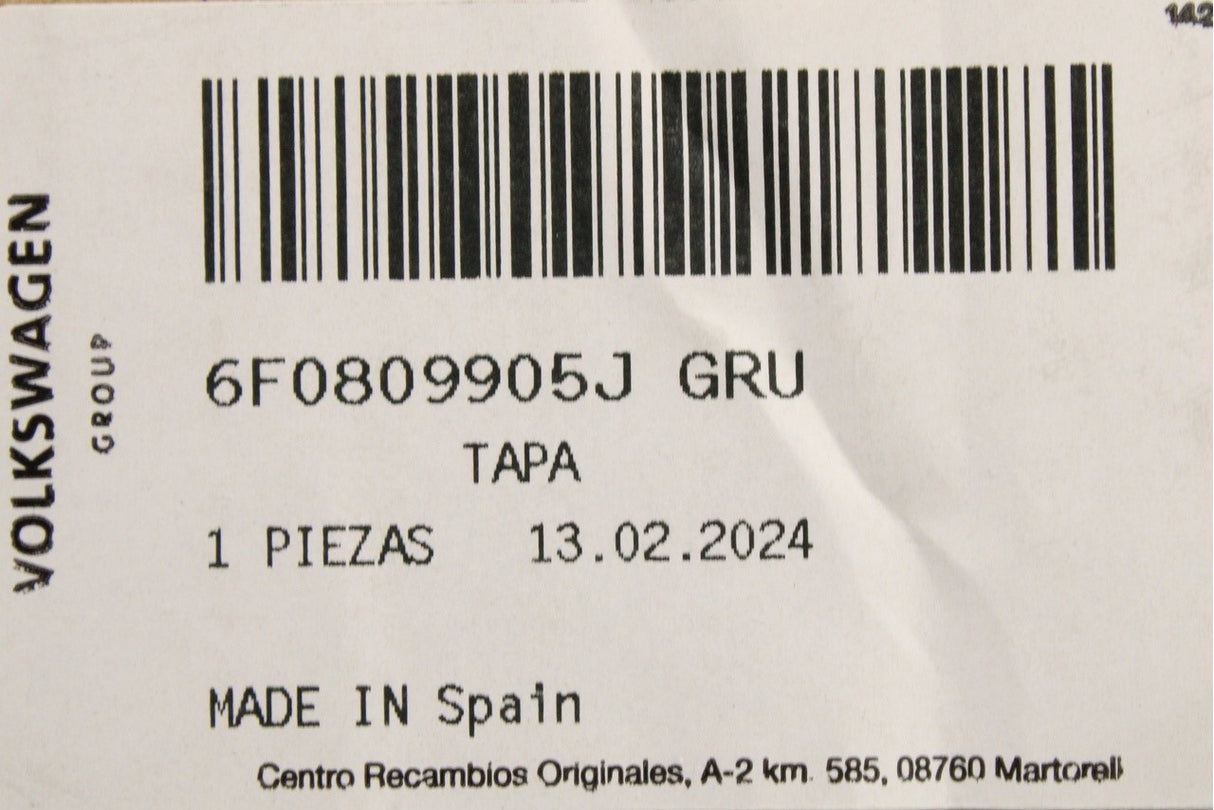 142
VOLKSWAGEN
GROUP
6F0809905J GRU
TAPA
1 PIEZAS 13.02.2024
MADE IN Spain
Centro Recambios Originales, A-2 km. 585, 08760 Martorell